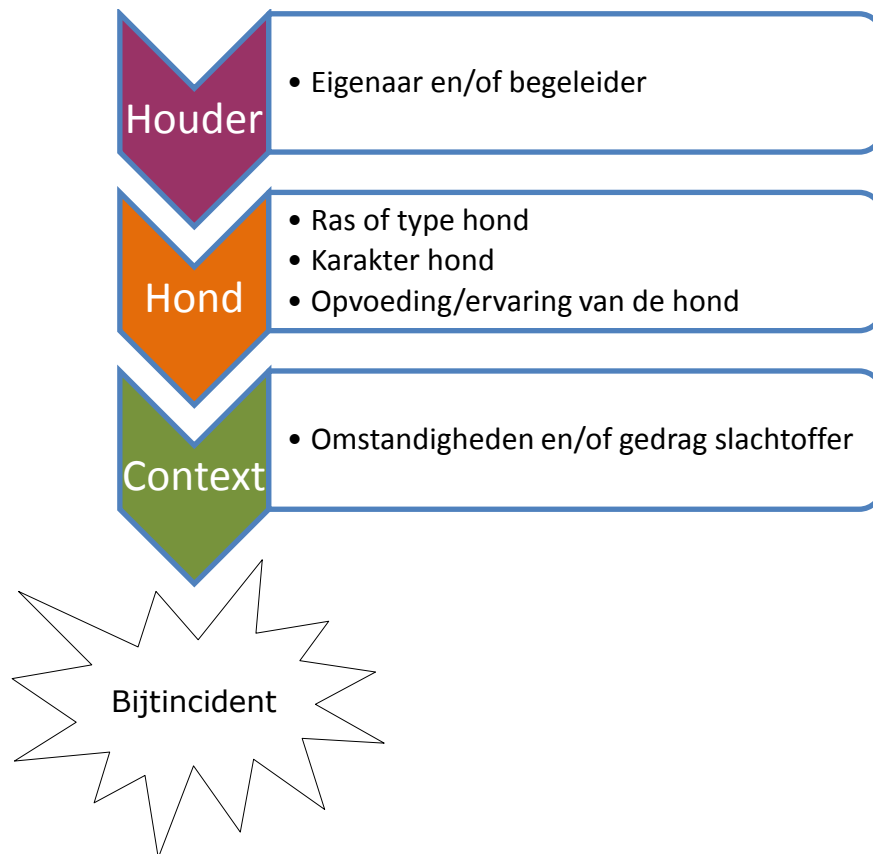 Houder
• Eigenaar en/of begeleider
Hond
• Ras of type hond
• Karakter hond
• Opvoeding/ervaring van de hond
Context
• Omstandigheden en/of gedrag slachtoffer
Bijtincident